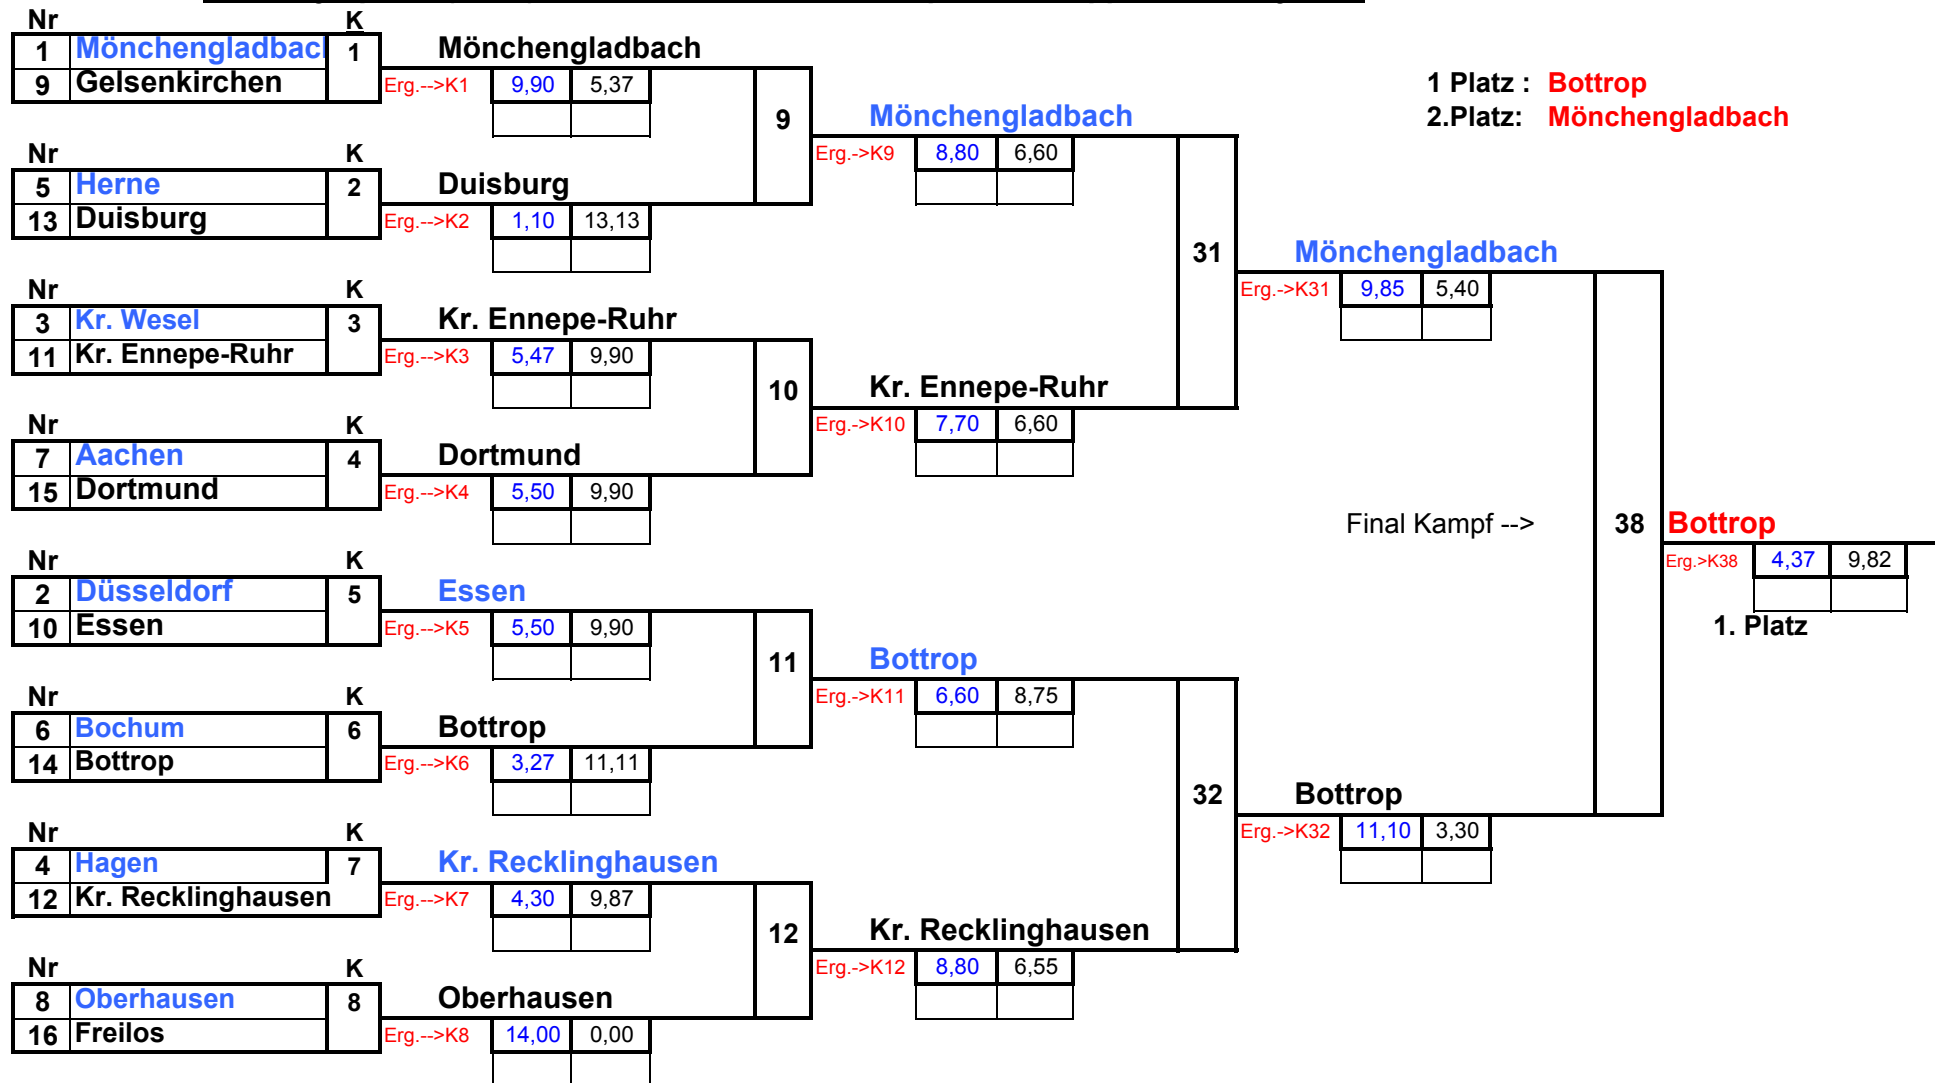 Nr K
1 Mönchengladbach 1 Mönchengladbach
9 Gelsenkirchen Erg.-->K1 9,90 5,37
1 Platz : Bottrop
9 Mönchengladbach
2.Platz: Mönchengladbach
Nr K
Erg.->K9 8,80 6,60
5 Herne 2 Duisburg
13 Duisburg Erg.-->K2 1,10 13,13
31 Mönchengladbach
Nr K
Erg.->K31 9,85 5,40
3 Kr. Wesel 3 Kr. Ennepe-Ruhr
11 Kr. Ennepe-Ruhr Erg.-->K3 5,47 9,90
10 Kr. Ennepe-Ruhr
Nr K
Erg.->K10 7,70 6,60
7 Aachen 4 Dortmund
15 Dortmund Erg.-->K4 5,50 9,90
Final Kampf --> 38 Bottrop
Nr K
Erg.>K38 4,37 9,82
2 Düsseldorf 5 Essen
10 Essen Erg.-->K5 5,50 9,90
1. Platz
11 Bottrop
Nr K
Erg.->K11 6,60 8,75
6 Bochum 6 Bottrop
14 Bottrop Erg.-->K6 3,27 11,11
32 Bottrop
Nr K
Erg.->K32 11,10 3,30
4 Hagen 7 Kr. Recklinghausen
12 Kr. Recklinghausen Erg.-->K7 4,30 9,87
12 Kr. Recklinghausen
Nr K
Erg.->K12 8,80 6,55
8 Oberhausen 8 Oberhausen
16 Freilos Erg.-->K8 14,00 0,00